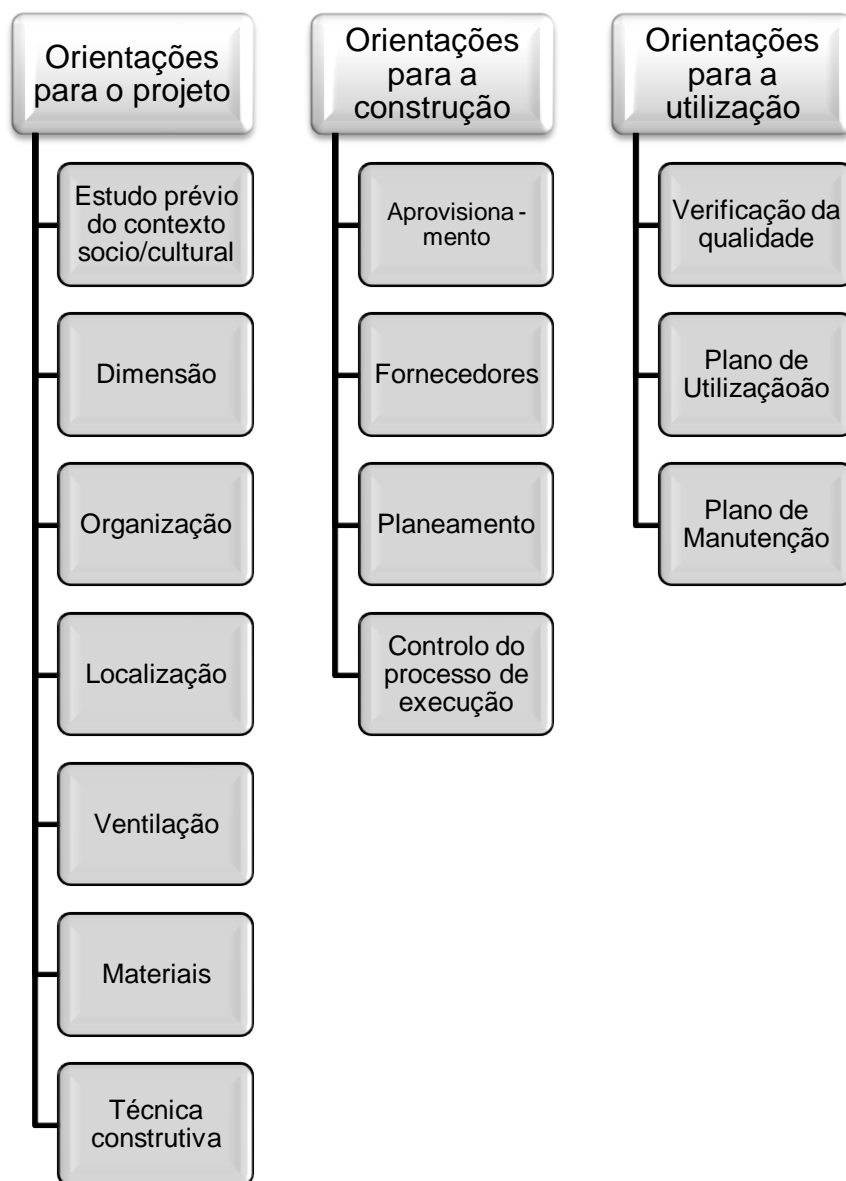 Orientações
para o projeto
Estudo prévio
do contexto
socio/cultural
Dimensão
Organização
Localização
Ventilação
Materiais
Técnica
construtiva
Orientações
para a
construção
Aprovisiona -
mento
Fornecedores
Planeamento
Controlo do
processo de
execução
Orientações
para a
utilização
Verificação da
qualidade
Plano de
Utilizaçãoão
Plano de
Manutenção